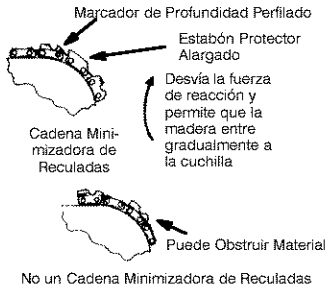 Marcador de Profundidad Perfilado
Estabón Protector
Alargado
Desvía la fuerza
de reacción y
permite que la
madera entre
gradualmente a
la cuchilla
Cadena Mini-
mizadora de
Reculadas
Puede Obstruir Material
No un Cadena Minimizadora de Reculadas